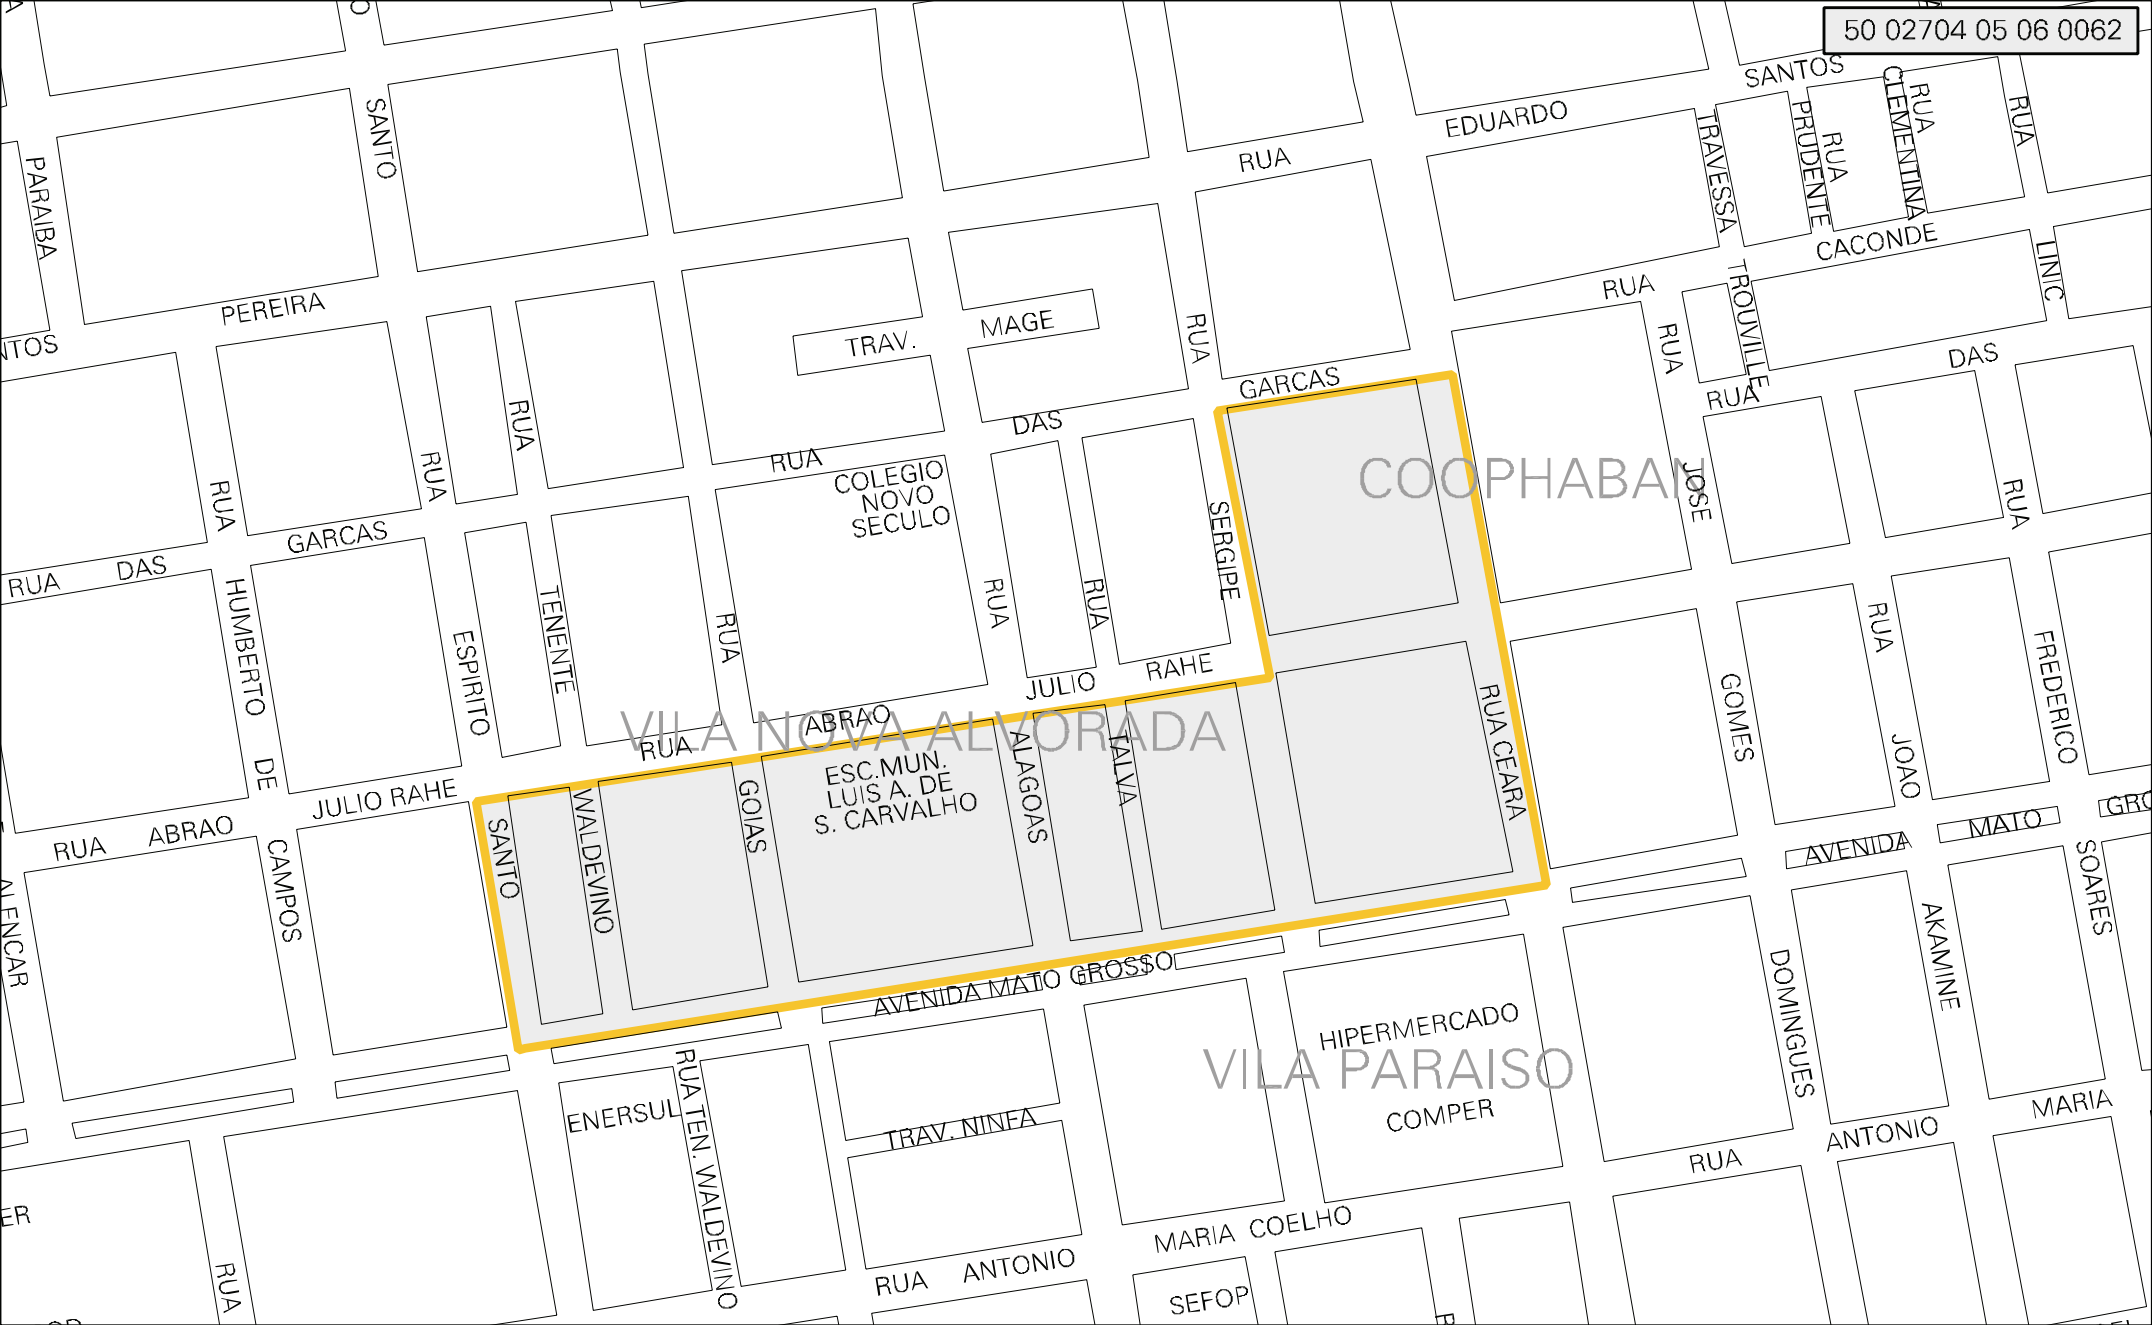 50 02704 05 06 0062
SANTOS
CLEMENTINA
RUA
RUA
SANTO
PRUDENTE
RUA
TRAVESSA
EDUARDO
RUA
PARAIBA
CACONDE
LINIC
RUA
TROUVILLE
PEREIRA
MAGE
TRAV.
RUA
RUA
DAS
RUA
GARCAS
RUA
DAS
RUA
COLEGIO
NOVO
SECULO
RUA
RUA
COOPHABAN
JOSE
RUA
GARCAS
SERGIPE
RUA
DAS
HUMBERTO
TENENTE
RUA
RUA
RUA
RUA
ESPIRITO
FREDERICO
RAHE
JULIO
GOMES
RUA CEARA
ABRAO
VILA NOVA ALVORADA
RUA
ALAGOAS
TALVA
JOAO
DE
ESC.MUN.
LUIS A. DE
S. CARVALHO
GOIAS
JULIO RAHE
WALDEVINO
SANTO
RUA
ABRAO
MATO
AVENIDA
CAMPOS
SOARES
AKAMINE
DOMINGUES
AVENIDA MATO GROSSO
HIPERMERCADO
VILA PARAISO
COMPER
ENERSUL
RUA TEN. WALDEVINO
TRAV. NINFA
MARIA
ANTONIO
RUA
MARIA COELHO
RUA
ANTONIO
RUA
SEFOP